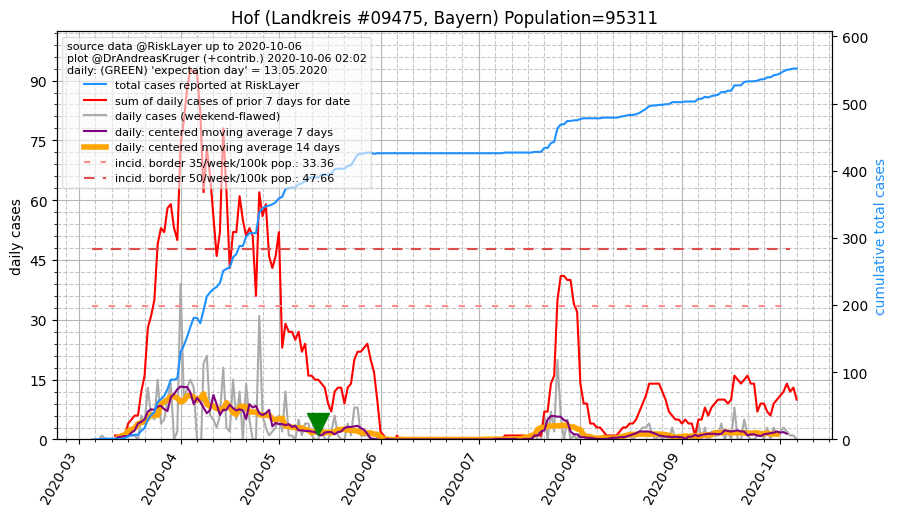 Hof (Landkreis #09475, Bayern) Population=95311
source data @RiskLayer up to 2020-10-06
plot @DrAndreasKruger (+contrib.) 2020-10-06 02:02
daily: (GREEN) 'expectation day' = 13.05.2020
total cases reported at RiskLayer
sum of daily cases of prior 7 days for date
daily cases (weekend-flawed)
daily: centered moving average 7 days
daily: centered moving average 14 days
incid. border 35/week/100k pop.: 33.36
incid. border 50/week/100k pop.: 47.66
daily cases
90
75
60
45
30
15
0
600
500
400
300
200
100
0
cumulative total cases
2020-03
2020-04
2020-05
2020-06
2020-07
2020-08
2020-09
2020-10